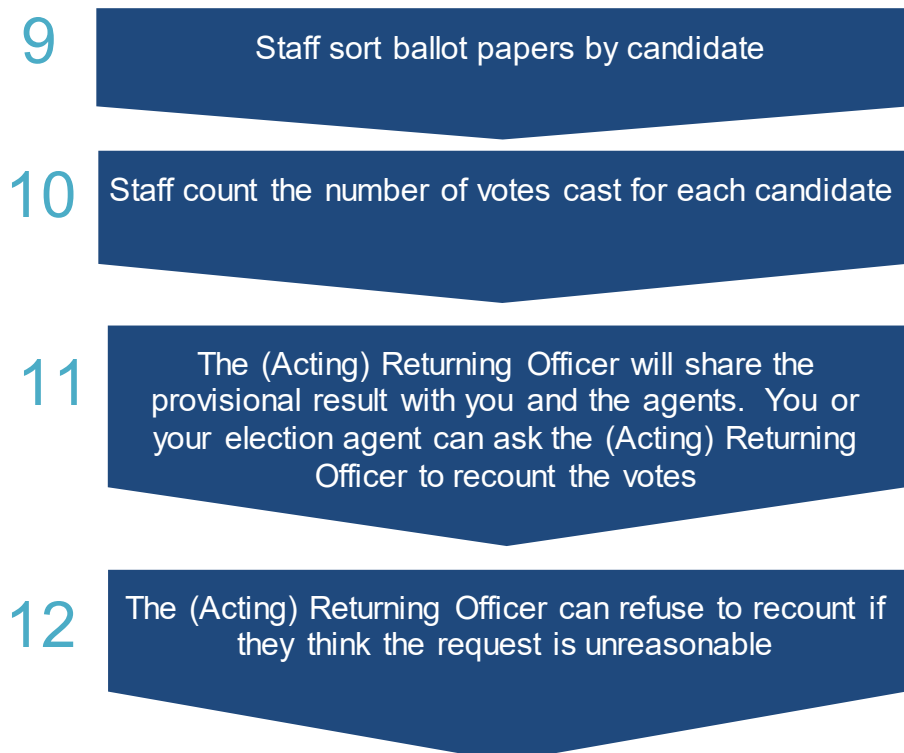 9
Staff sort ballot papers by candidate
10
Staff count the number of votes cast for each candidate
11
The (Acting) Returning Officer will share the
provisional result with you and the agents. You or
your election agent can ask the (Acting) Returning
Officer to recount the votes
12
The (Acting) Returning Officer can refuse to recount if
they think the request is unreasonable